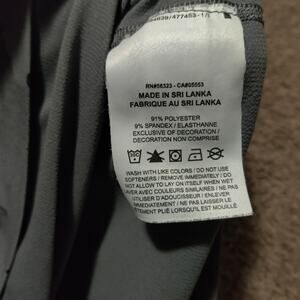 RN#56323 - CA#05553
MADE IN SRI LANKA
FABRIQUE AU SRI LANKA
91% POLYESTER
9% SPANDEX / ELASTHANNE
EXCLUSIVE OF DECORATION /
DECORATION NON COMPRISE
WASH WITH LIKE COLORS / DO NOT USE
SOFTENERS / REMOVE IMMEDIATELY / DO
NOT ALLOW TO LAY ON ITSELF WHEN WET
LAVER AVEC COULEURS SIMILAIRES / NE PAS
UTILISER D'ADOUCISSANT / ENLEVER
IMMEDIATEMENT / NE PAS LAISSER LE
VETEMENT PLIÉ LORSQU'IL EST MOUILLE